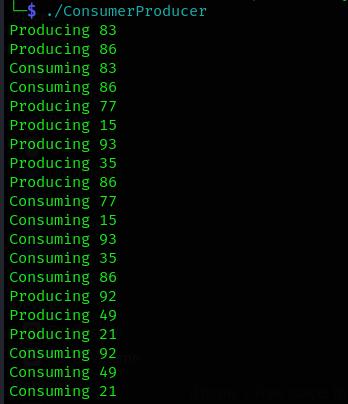 └─$ ./ConsumerProducer
Producing 83
Producing 86
Consuming 83
Consuming 86
Producing 77
Producing 15
Producing 93
Producing 35
Producing 86
Consuming 77
Consuming 15
Consuming 93
Consuming 35
Consuming 86
Producing 92
Producing 49
Producing 21
Consuming 92
Consuming 49
Consuming 21